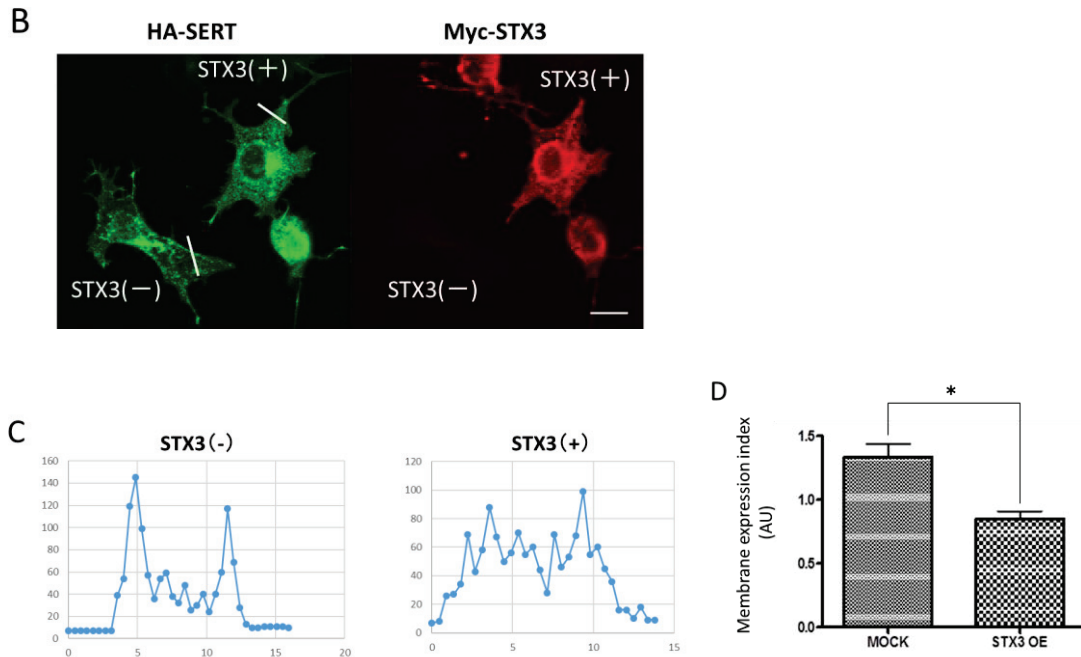 B
HA-SERT Myc-STX3
STX3(+) STX3(+)
STX3(−) STX3(−)
C
STX3(-) STX3(+)
160
140
120
100
80
60
40
20
0
0 5 10 15 20
120
100
80
60
40
20
0
0 5 10 15
D
*
Membrane expression index
(AU)
1.5
1.0
0.5
0.0
MOCK STX3 OE